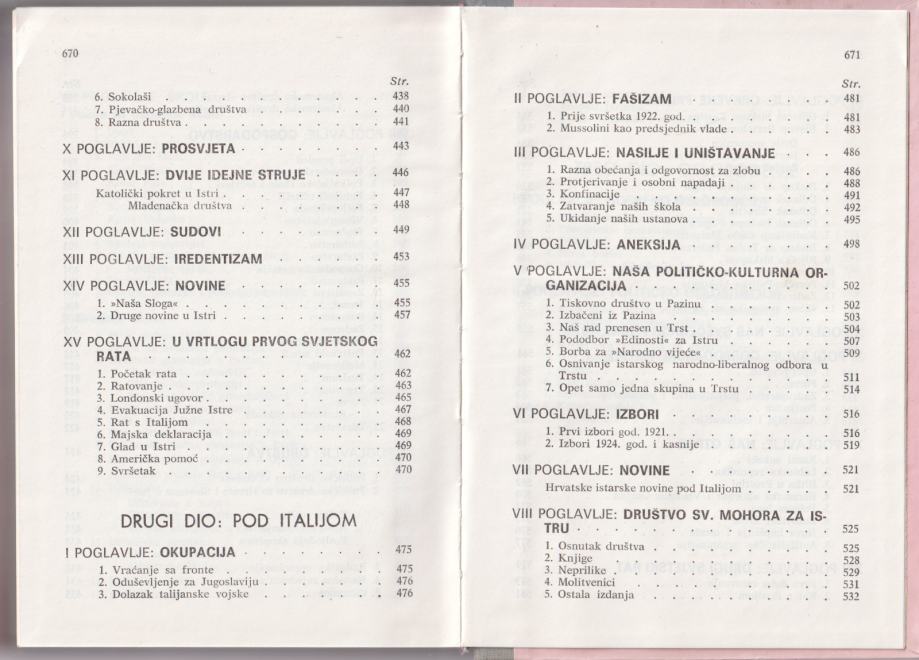 670
Str.
6. Sokolaši . . . . . . . . . . . 438
7. Pjevačko-glazbena društva . . . . . . . 440
8. Razna društva . . . . . . . . . . 441
X POGLAVLJE: PROSVJETA . . . . . . . 443
XI POGLAVLJE: DVIJE IDEJNE STRUJE . . . . 446
Katolički pokret u Istri . . . . . . . . 447
Mladenačka društva . . . . . . . . 448
XII POGLAVLJE: SUDOVI . . . . . . . . 449
XIII POGLAVLJE: IREDENTIZAM . . . . . . 453
XIV POGLAVLJE: NOVINE . . . . . . . . 455
1. »Naša Sloga« . . . . . . . . . . 455
2. Druge novine u Istri . . . . . . . . 457
XV POGLAVLJE: U VRTLOGU PRVOG SVJETSKOG
RATA . . . . . . . . . . . 462
1. Početak rata . . . . . . . . . . 462
2. Ratovanje . . . . . . . . . . . 463
3. Londonski ugovor . . . . . . . . . 465
4. Evakuacija Južne Istre . . . . . . . . 467
5. Rat s Italijom . . . . . . . . . . 468
6. Majska deklaracija . . . . . . . . . 469
7. Glad u Istri . . . . . . . . . . . 469
8. Američka pomoć . . . . . . . . . . 470
9. Svršetak . . . . . . . . . . . 470
DRUGI DIO: POD ITALIJOM
I POGLAVLJE: OKUPACIJA . . . . . . . 475
1. Vraćanje sa fronte . . . . . . . . . 475
2. Oduševljenje za Jugoslaviju . . . . . . . 476
3. Dolazak talijanske vojske . . . . . . . 476
671
Str.
II POGLAVLJE: FAŠIZAM . . . . . . . . 481
1. Prije svršetka 1922. god. . . . . . . . . 481
2. Mussolini kao predsjednik vlade . . . . . . 483
III POGLAVLJE: NASILJE I UNIŠTAVANJE . . . 486
1. Razna obećanja i odgovornost za zlobu . . . . 486
2. Protjerivanje i osobni napadaji . . . . . . 488
3. Konfinacije . . . . . . . . . . . 491
4. Zatvaranje naših škola . . . . . . . . 492
5. Ukidanje naših ustanova . . . . . . . . 495
IV POGLAVLJE: ANEKSIJA . . . . . . . 498
V POGLAVLJE: NAŠA POLITIČKO-KULTURNA OR-
GANIZACIJA . . . . . . . . . . 502
1. Tiskovno društvo u Pazinu . . . . . . . 502
2. Izbačeni iz Pazina . . . . . . . . . 503
3. Naš rad prenesen u Trst . . . . . . . . 504
4. Pododbor »Edinosti« za Istru . . . . . . 507
5. Borba za »Narodno vijeće« . . . . . . . 509
6. Osnivanje istarskog narodno-liberalnog odbora u
Trstu . . . . . . . . . . . . 511
7. Opet samo jedna skupina u Trstu . . . . . 514
VI POGLAVLJE: IZBORI . . . . . . . . 516
1. Prvi izbori god. 1921. . . . . . . . . . 516
2. Izbori 1924. god. i kasnije . . . . . . . 519
VII POGLAVLJE: NOVINE . . . . . . . . 521
Hrvatske istarske novine pod Italijom . . . . . 521
VIII POGLAVLJE: DRUŠTVO SV. MOHORA ZA IS-
TRU . . . . . . . . . . . . 525
1. Osnutak društva . . . . . . . . . . 525
2. Knjige . . . . . . . . . . . . 528
3. Neprilike . . . . . . . . . . . 529
4. Molitvenici . . . . . . . . . . . 531
5. Ostala izdanja . . . . . . . . . . 532